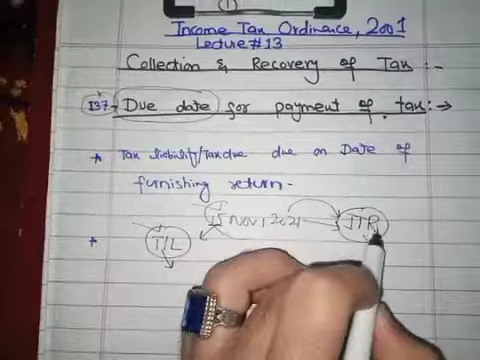 ①
Income Tax Ordinance, 2001
Lecture #13
Collection & Recovery of Tax :-
137- Due date for payment of tax :→
* Tax liability/Tax due due on Date of
furnishing return.
15 Nov, 2021 ITR
T/L